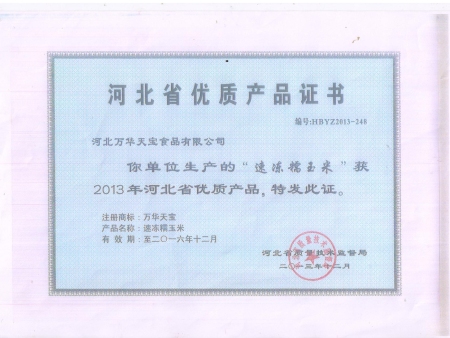 河北省优质产品证书
编号:HBYZ2013-240
河北万华天宝食品有限公司
你单位生产的“速冻糯玉米”获
2013年河北省优质产品,特发此证。
注册商标:万华天宝
产品名称:速冻糯玉米
有效期:至二〇一六年十二月
河北省质量技术监督局
二〇一三年十二月